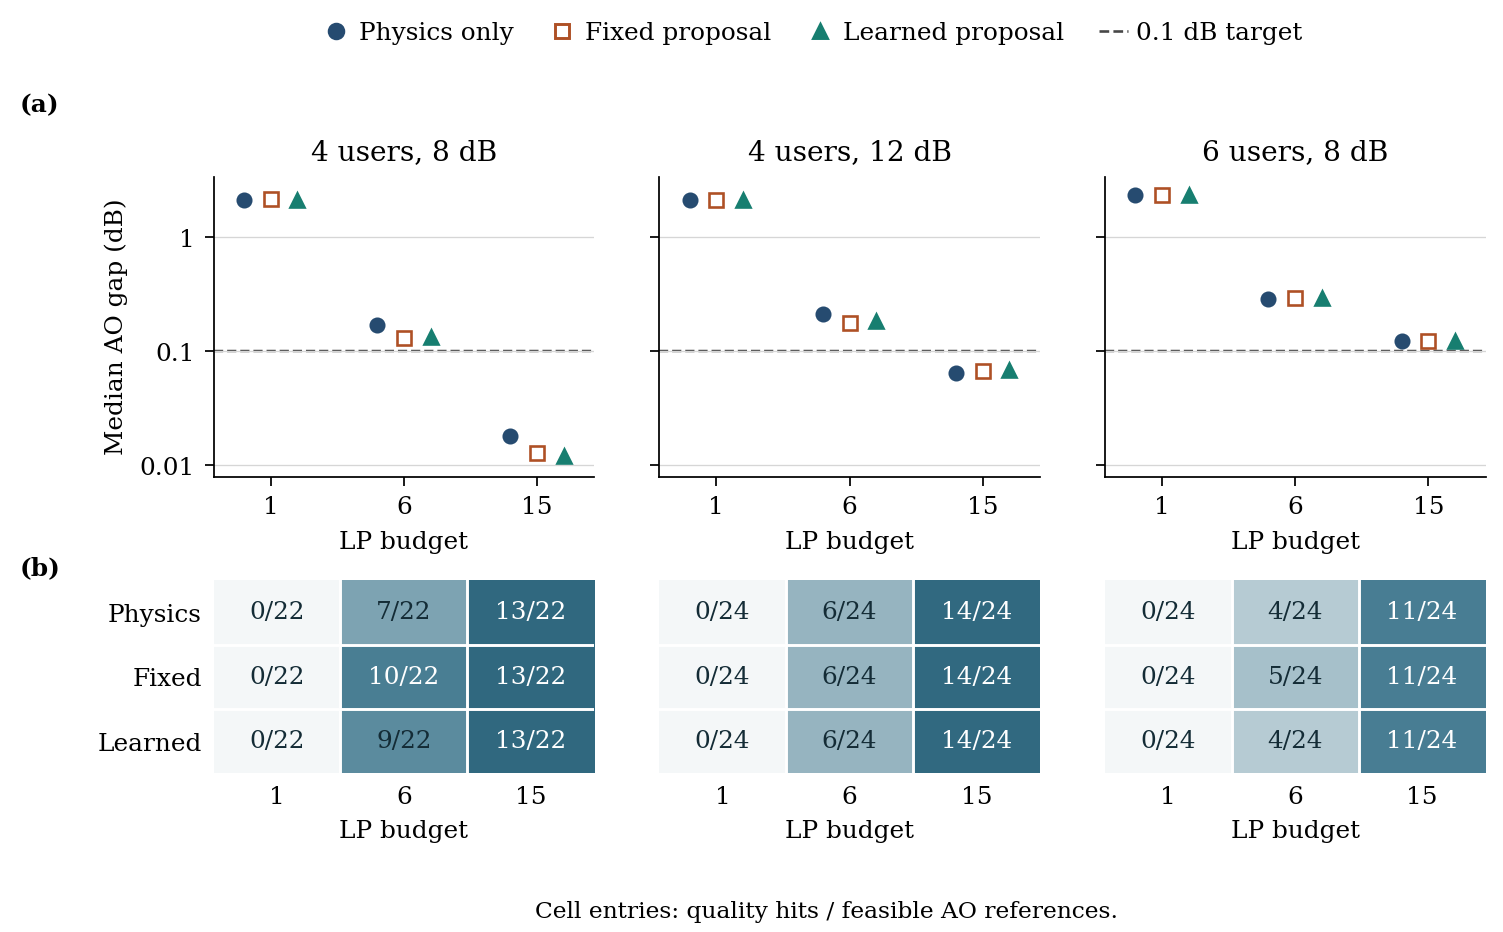 Physics only Fixed proposal Learned proposal 0.1 dB target
(a)
4 users, 8 dB 4 users, 12 dB 6 users, 8 dB
Median AO gap (dB)
1
0.1
0.01
1 6 15 1 6 15 1 6 15
LP budget LP budget LP budget
(b)
Physics 0/22 7/22 13/22 0/24 6/24 14/24 0/24 4/24 11/24
Fixed 0/22 10/22 13/22 0/24 6/24 14/24 0/24 5/24 11/24
Learned 0/22 9/22 13/22 0/24 6/24 14/24 0/24 4/24 11/24
1 6 15 1 6 15 1 6 15
LP budget LP budget LP budget
Cell entries: quality hits / feasible AO references.